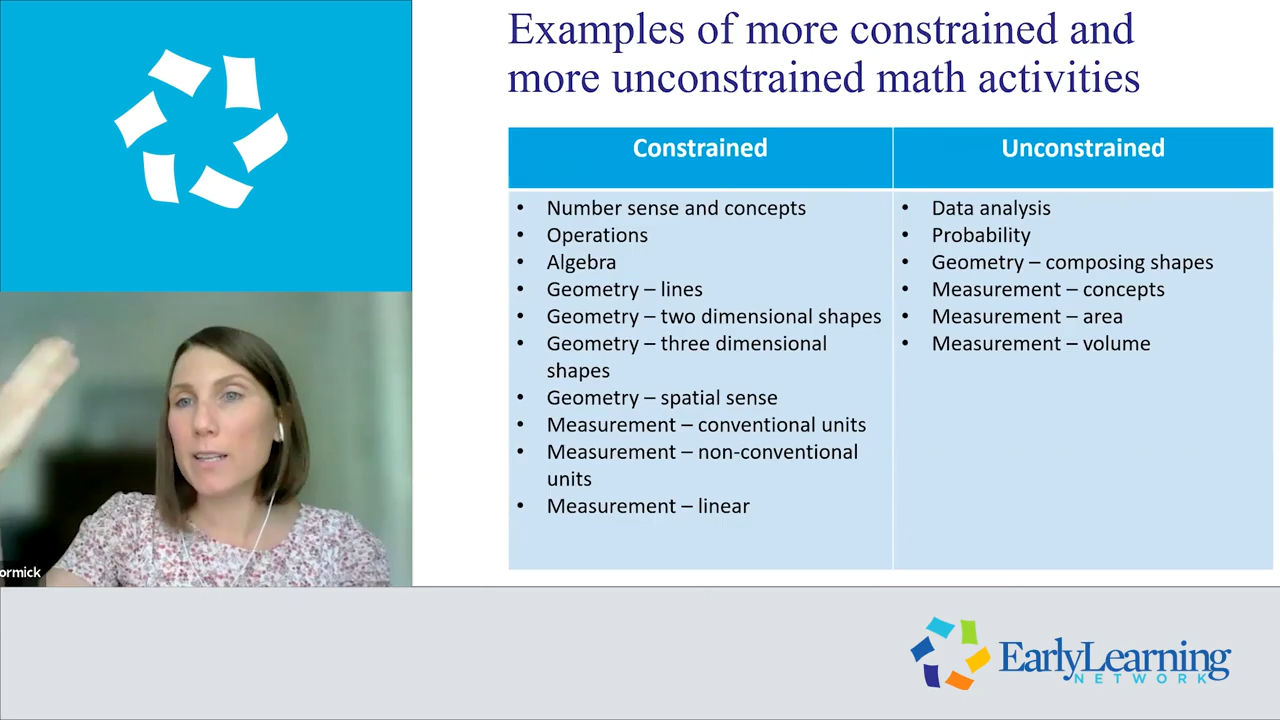 Examples of more constrained and
more unconstrained math activities
Constrained
Unconstrained
• Number sense and concepts
• Operations
• Algebra
• Geometry – lines
• Geometry – two dimensional shapes
• Geometry – three dimensional
shapes
• Geometry – spatial sense
• Measurement – conventional units
• Measurement – non-conventional
units
• Measurement – linear
• Data analysis
• Probability
• Geometry – composing shapes
• Measurement – concepts
• Measurement – area
• Measurement – volume
ormick
EarlyLearning
NETWORK